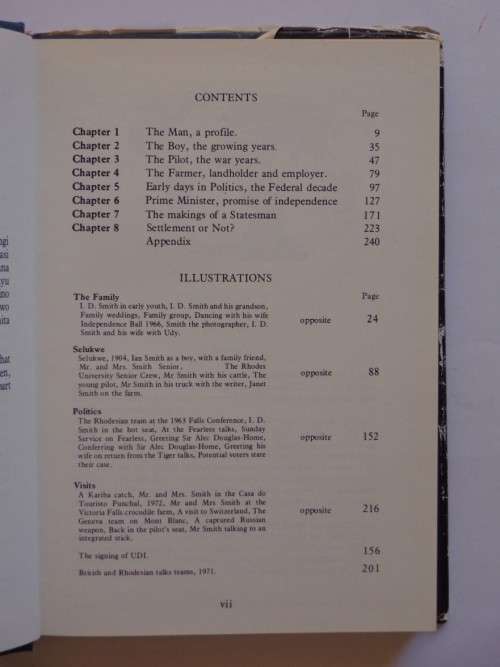 CONTENTS
Page
Chapter 1 The Man, a profile. 9
Chapter 2 The Boy, the growing years. 35
Chapter 3 The Pilot, the war years. 47
Chapter 4 The Farmer, landholder and employer. 79
Chapter 5 Early days in Politics, the Federal decade 97
Chapter 6 Prime Minister, promise of independence 127
Chapter 7 The makings of a Statesman 171
Chapter 8 Settlement or Not? 223
Appendix 240
ILLUSTRATIONS
The Family Page
I. D. Smith in early youth, I. D. Smith and his grandson,
Family weddings, Family group, Dancing with his wife
Independence Ball 1966, Smith the photographer, I. D.
Smith and his wife with Udy.
opposite 24
Selukwe
Selukwe, 1904, Ian Smith as a boy, with a family friend,
Mr. and Mrs. Smith Senior. The Rhodes
University Senior Crew, Mr Smith with his cattle, The
young pilot, Mr Smith in his truck with the writer, Janet
Smith on the farm.
opposite 88
Politics
The Rhodesian team at the 1963 Falls Conference, I. D.
Smith in the hot seat, At the Fearless talks, Sunday
Service on Fearless, Greeting Sir Alec Douglas-Home,
Conferring with Sir Alec Douglas-Home, Greeting his
wife on return from the Tiger talks, Potential voters state
their case.
opposite 152
Visits
A Kariba catch, Mr. and Mrs. Smith in the Casa do
Touristo Punchal, 1972, Mr and Mrs Smith at the
Victoria Falls crocodile farm, A visit to Switzerland, The
Geneva team on Mont Blanc, A captured Russian
weapon, Back in the pilot's seat, Mr Smith talking to an
integrated stick.
opposite 216
The signing of UDI. 156
British and Rhodesian talks teams, 1971. 201
vii